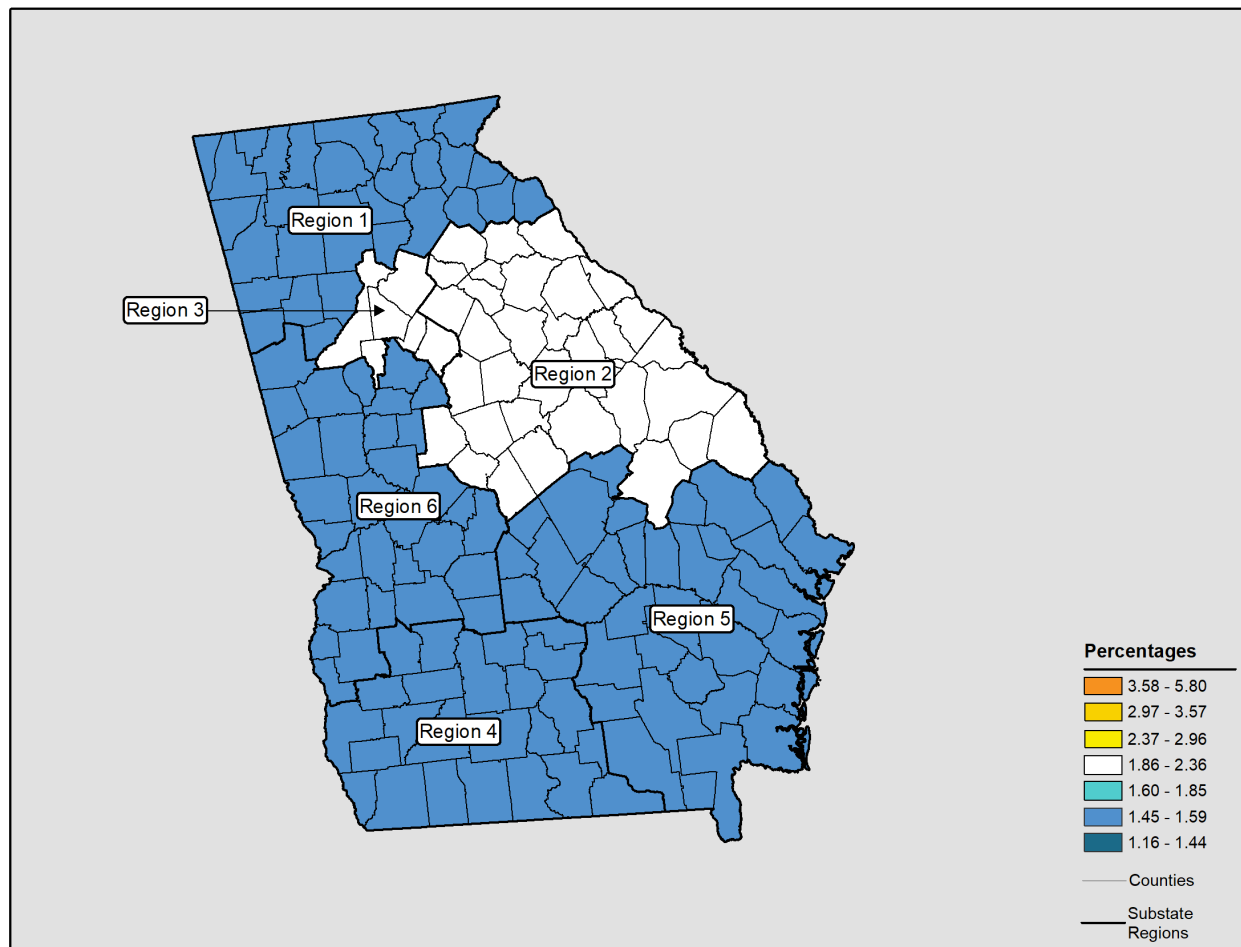 Region 1
Region 3
Region 2
Region 6
Region 5
Region 4
Percentages
3.58 - 5.80
2.97 - 3.57
2.37 - 2.96
1.86 - 2.36
1.60 - 1.85
1.45 - 1.59
1.16 - 1.44
Counties
Substate
Regions